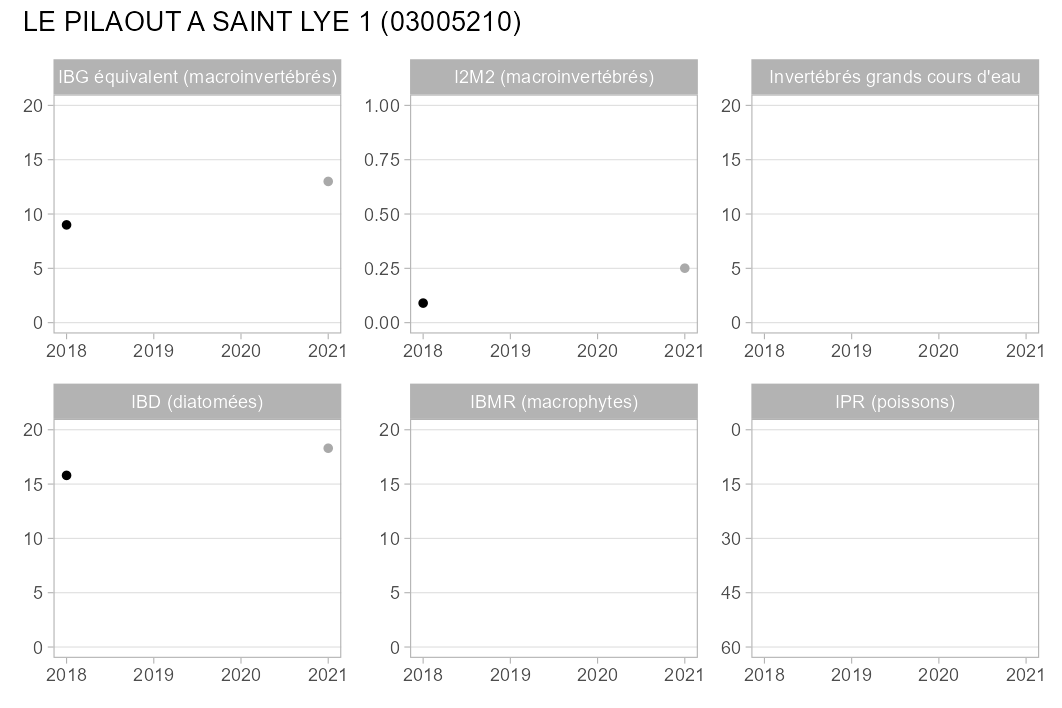 LE PILAOUT A SAINT LYE 1 (03005210)
IBG équivalent (macroinvertébrés)
20
15
10
5
0
2018 2019 2020 2021
I2M2 (macroinvertébrés)
1.00
0.75
0.50
0.25
0.00
2018 2019 2020 2021
Invertébrés grands cours d'eau
20
15
10
5
0
2018 2019 2020 2021
IBD (diatomées)
20
15
10
5
0
2018 2019 2020 2021
IBMR (macrophytes)
20
15
10
5
0
2018 2019 2020 2021
IPR (poissons)
0
15
30
45
60
2018 2019 2020 2021